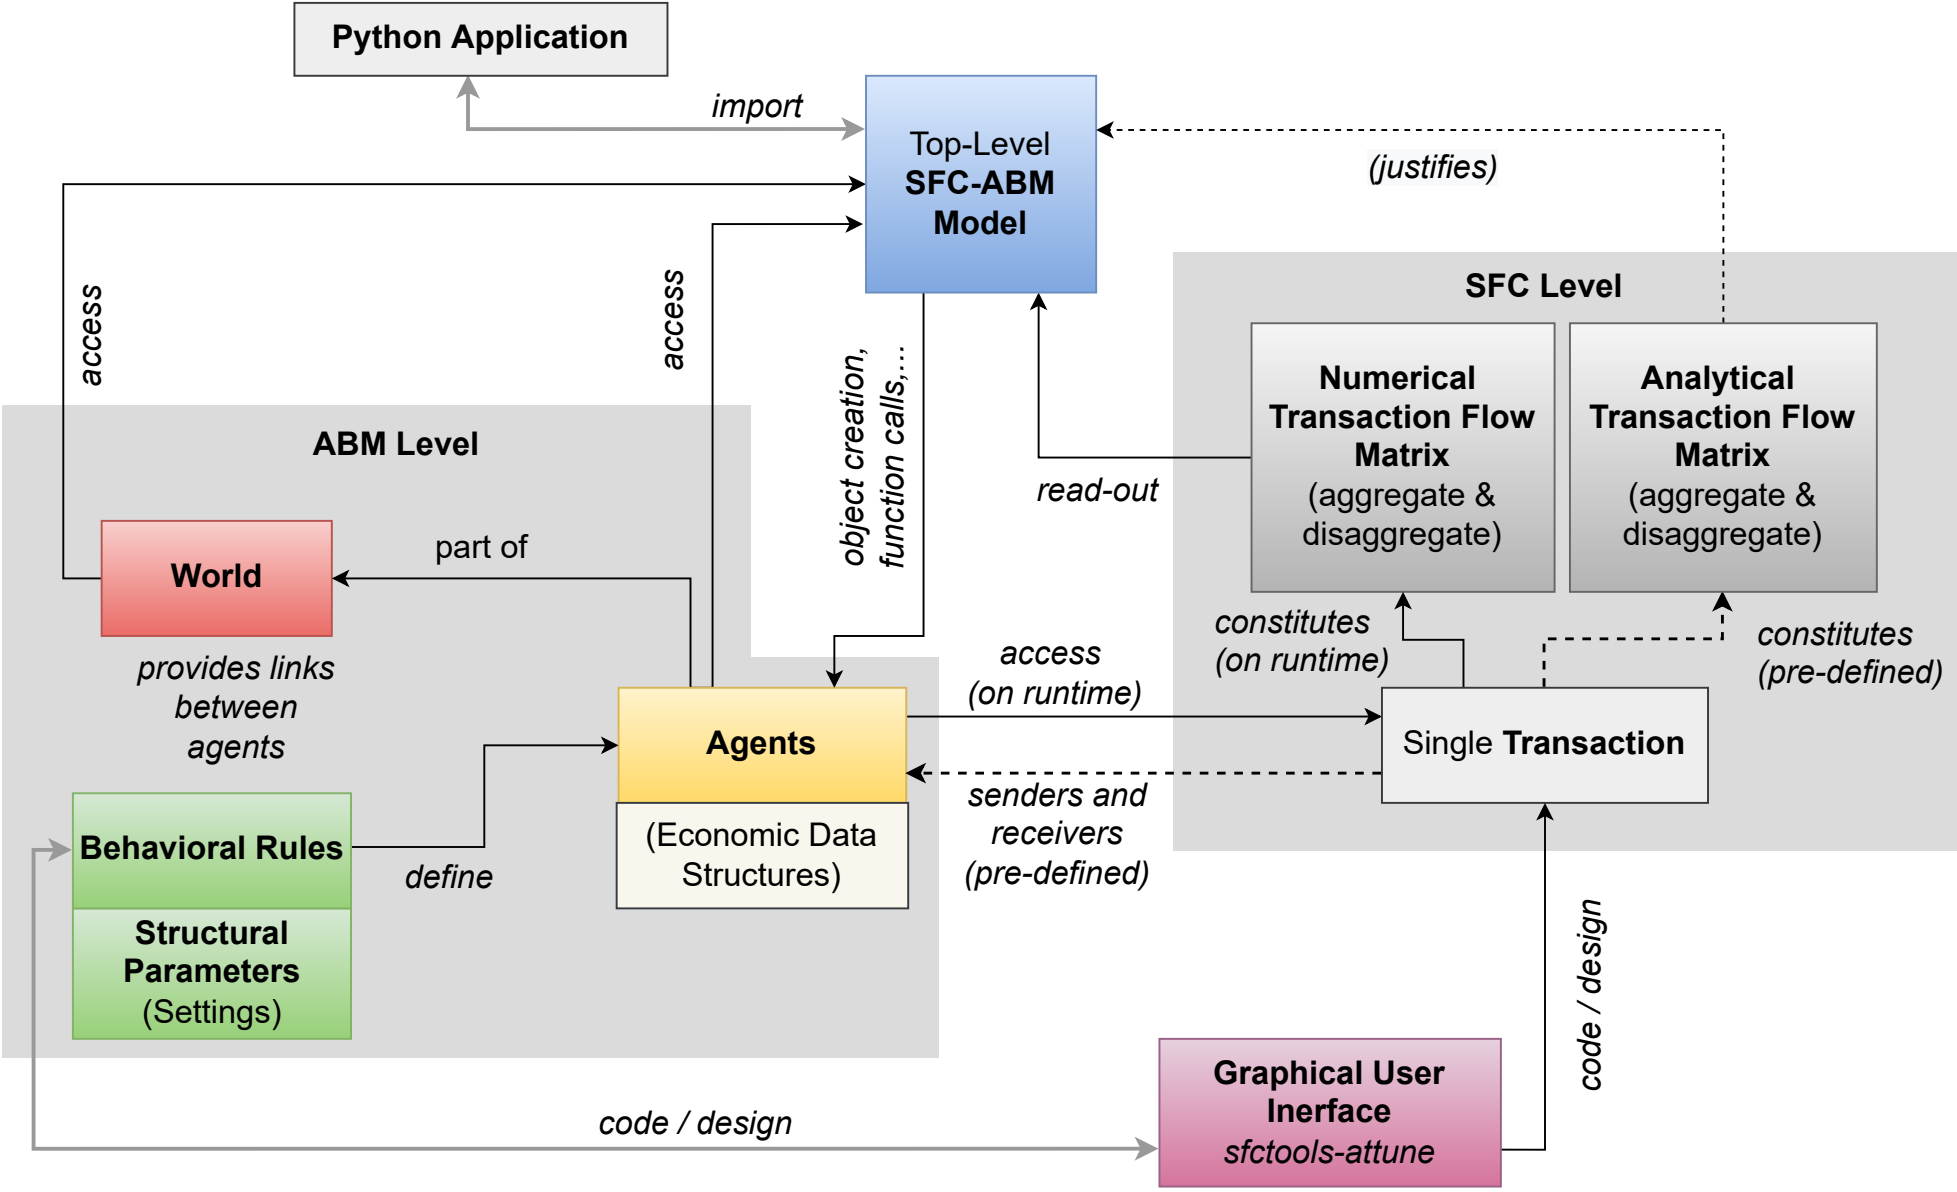 Python Application
import
Top-Level
SFC-ABM
Model
(justifies)
access
access
object creation,
function calls,...
read-out
SFC Level
Numerical
Transaction Flow
Matrix
(aggregate &
disaggregate)
Analytical
Transaction Flow
Matrix
(aggregate &
disaggregate)
ABM Level
World
part of
provides links
between
agents
constitutes
(on runtime)
constitutes
(pre-defined)
access
(on runtime)
Agents
(Economic Data
Structures)
Single Transaction
senders and
receivers
(pre-defined)
Behavioral Rules
define
Structural
Parameters
(Settings)
code / design
code / design
Graphical User
Inerface
sfctools-attune